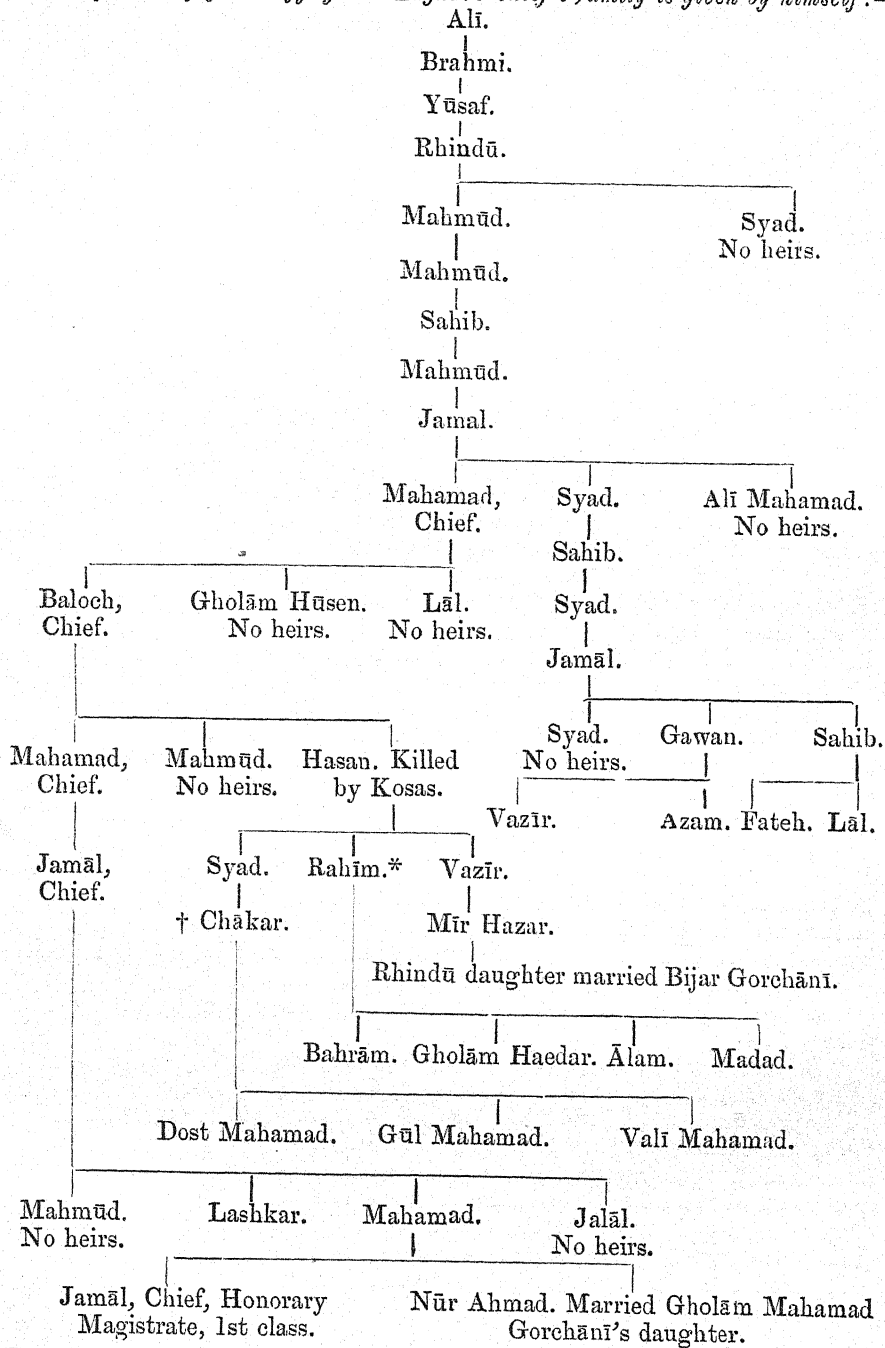 is given by himself :—
Alī.
Brahmi.
Yūsaf.
Rhindū.
Mahmūd. Syad.
No heirs.
Mahmūd.
Sahib.
Mahmūd.
Jamal.
Mahamad, Syad. Alī Mahamad.
Chief. No heirs.
Sahib.
Baloch, Gholām Hūsen. Lāl. Syad.
Chief. No heirs. No heirs.
Jamāl.
Syad. Gawan. Sahib.
Mahamad, Mahmūd. Hasan. Killed No heirs.
Chief. No heirs. by Kosas.
Vazīr. Azam. Fateh. Lāl.
Jamāl, Syad. Rahīm.* Vazīr.
Chief.
† Chākar. Mīr Hazar.
Rhindū daughter married Bijar Gorchānī.
Bahrām. Gholām Haedar. Ālam. Madad.
Dost Mahamad. Gūl Mahamad. Valī Mahamad.
Mahmūd. Lashkar. Mahamad. Jalāl.
No heirs. No heirs.
Jamāl, Chief, Honorary Nūr Ahmad. Married Gholām Mahamad
Magistrate, 1st class. Gorchānī's daughter.